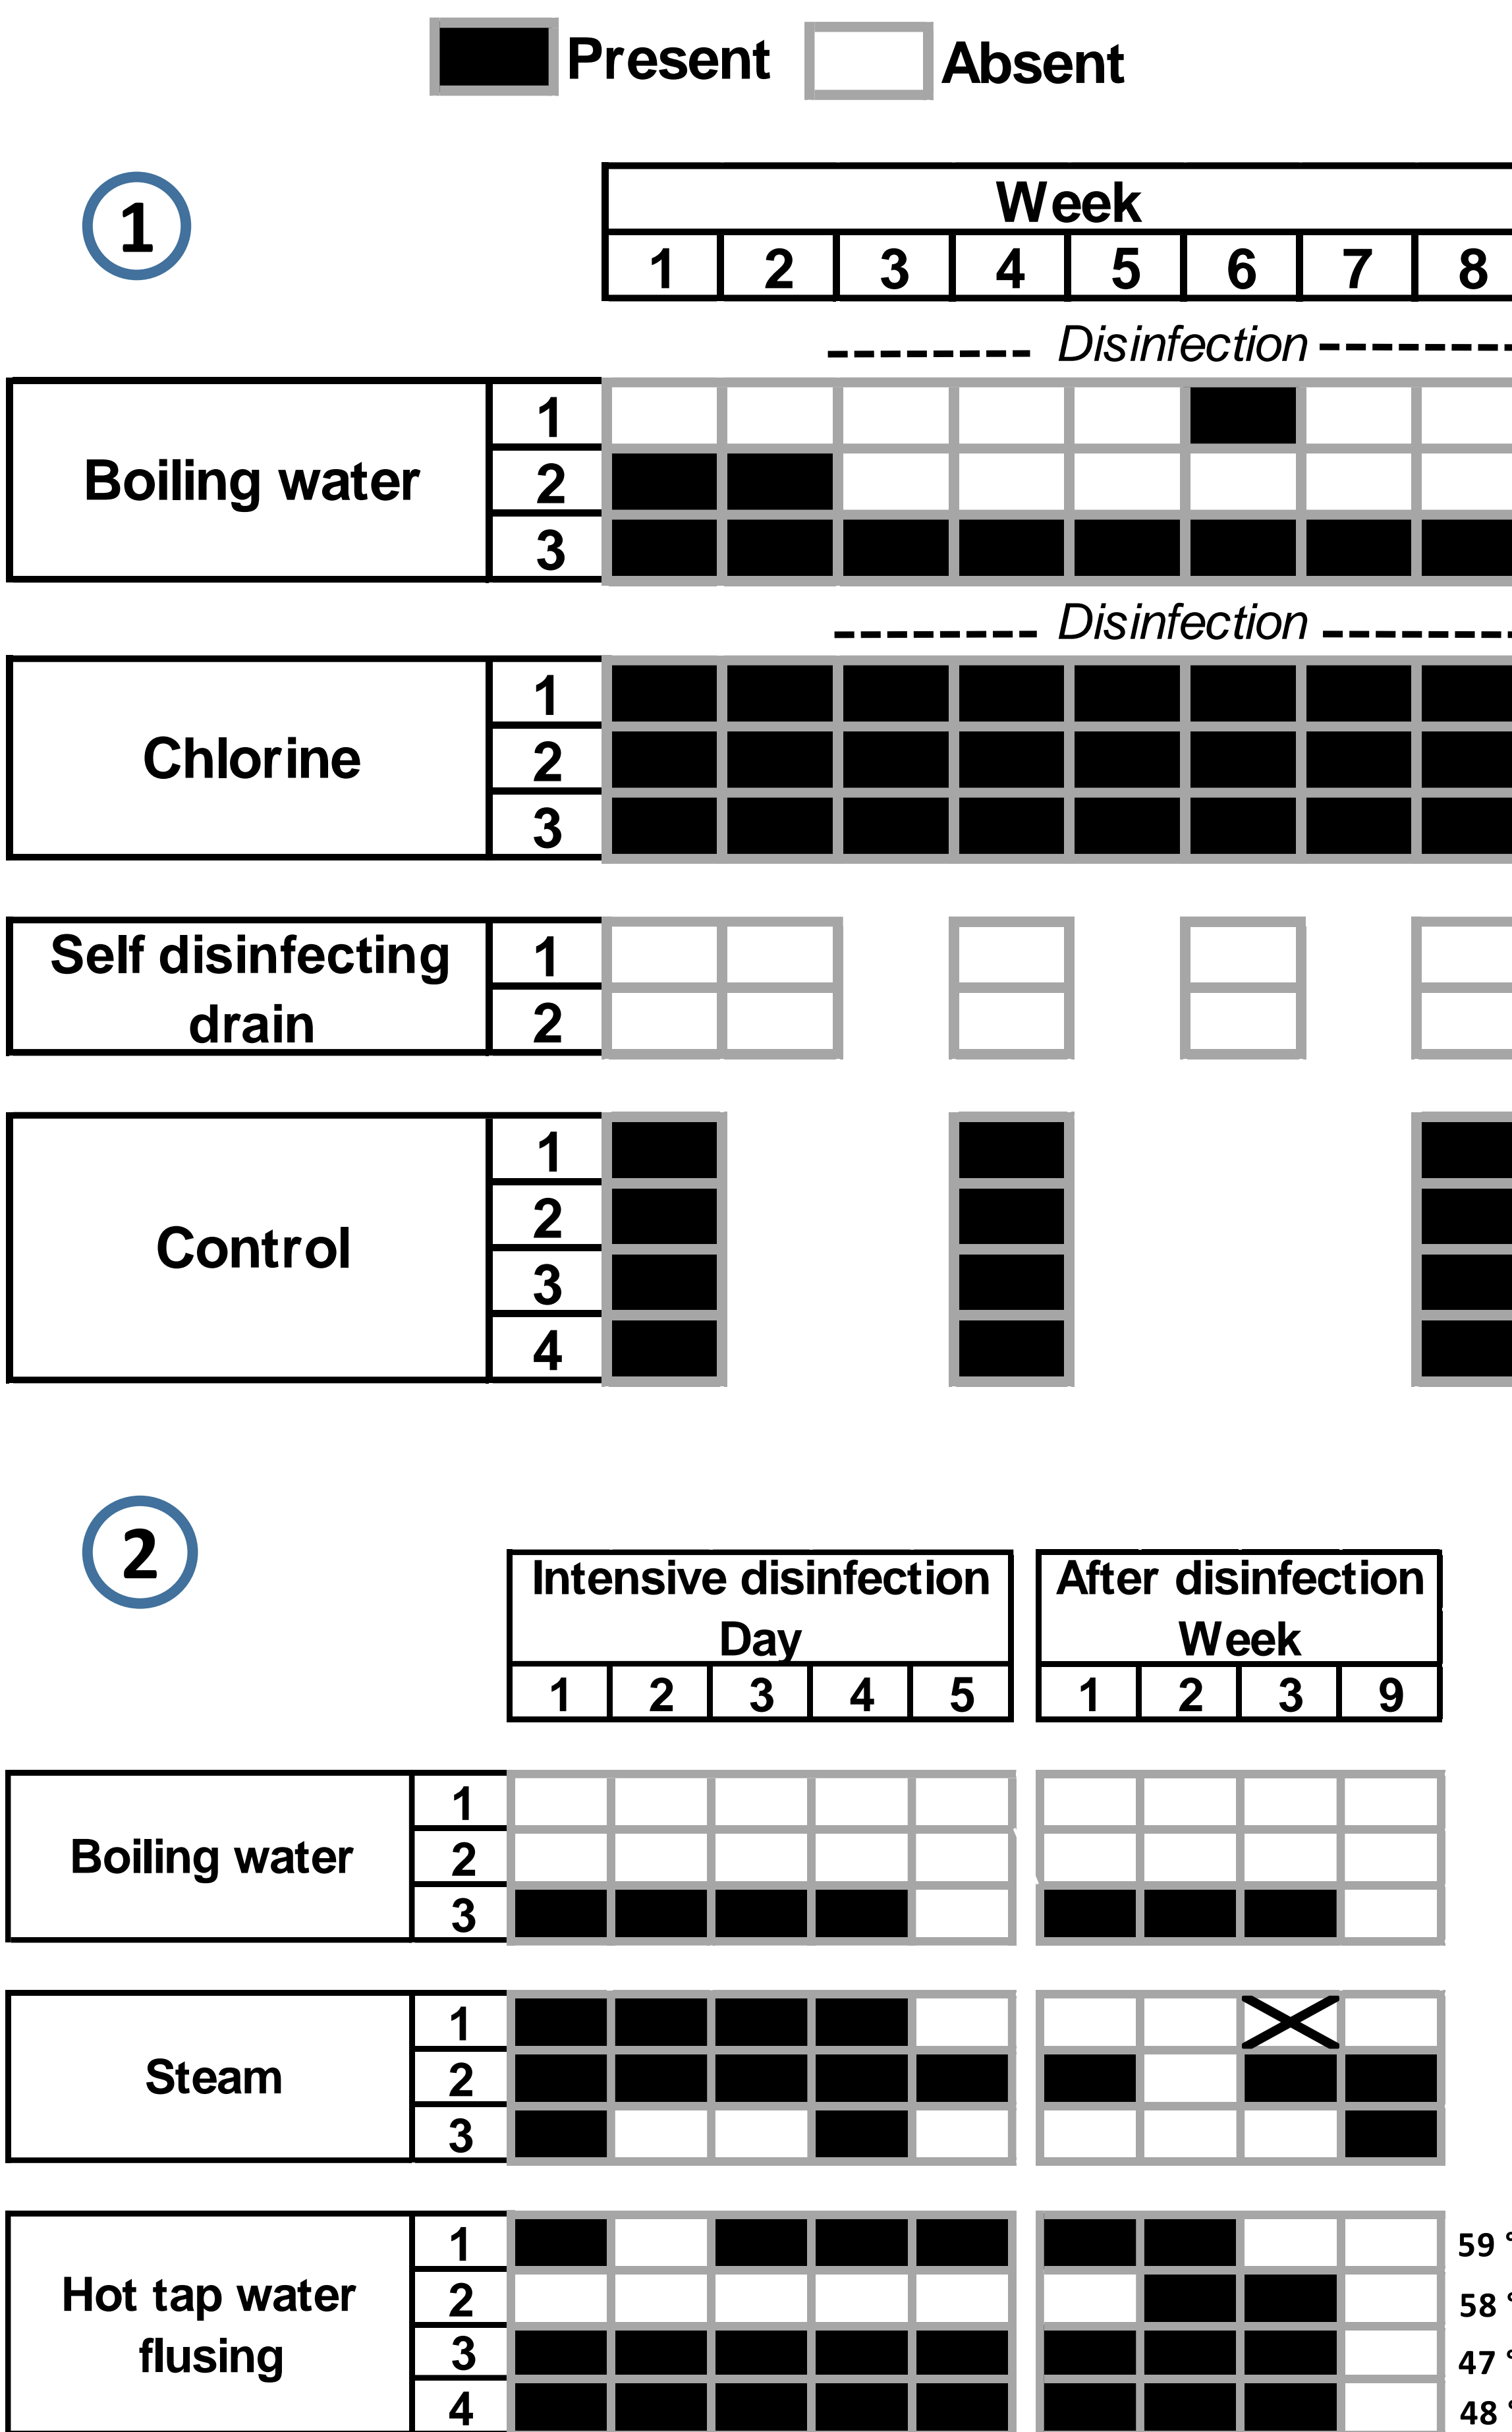 Present Absent
1
Week
1 2 3 4 5 6 7 8
Disinfection
Boiling water
1
2
3
Disinfection
Chlorine
1
2
3
Self disinfecting
drain
1
2
Control
1
2
3
4
2
Intensive disinfection
Day
1 2 3 4 5
After disinfection
Week
1 2 3 9
Boiling water
1
2
3
Steam
1
2
3
Hot tap water
flusing
1
2
3
4
59 °
58 °
47 °
48 °